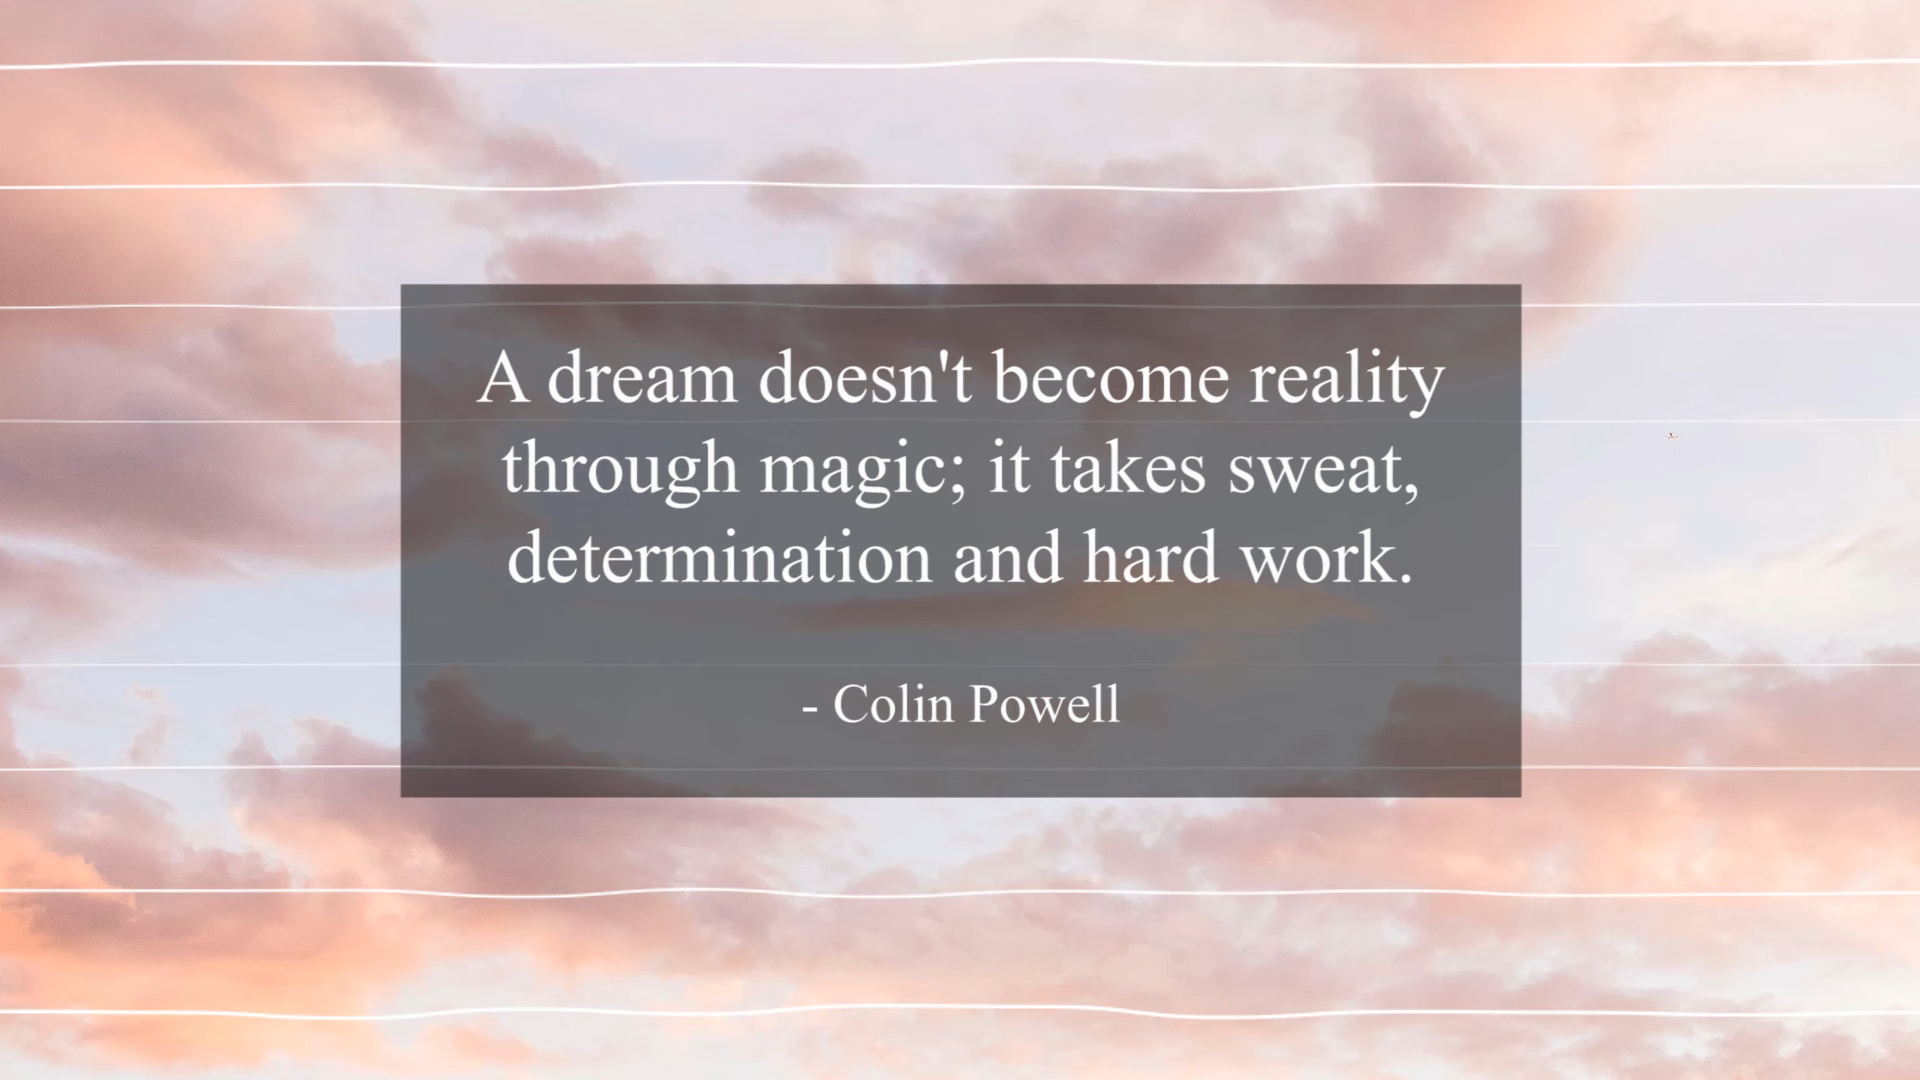 A dream doesn't become reality
through magic; it takes sweat,
determination and hard work.
- Colin Powell